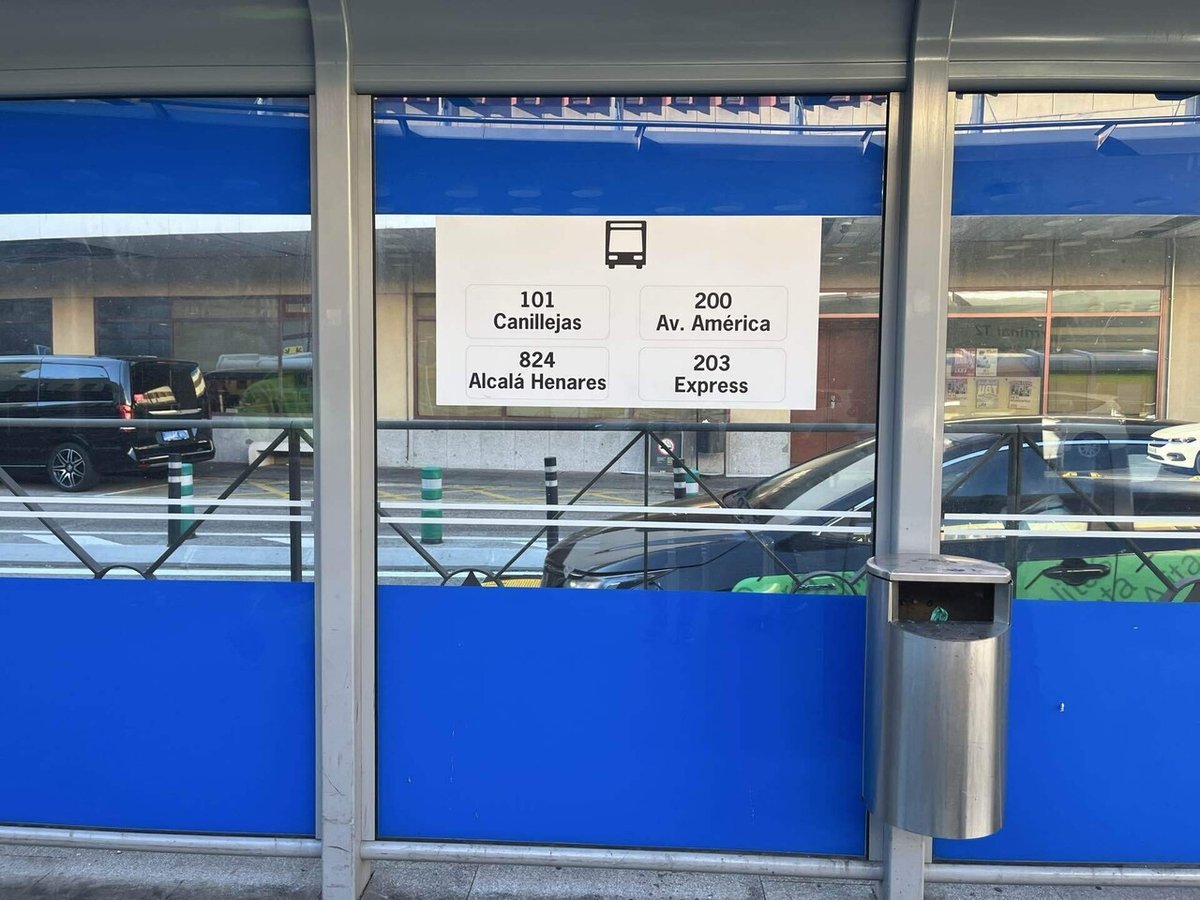 101
Canillejas
200
Av. América
824
Alcalá Henares
203
Express